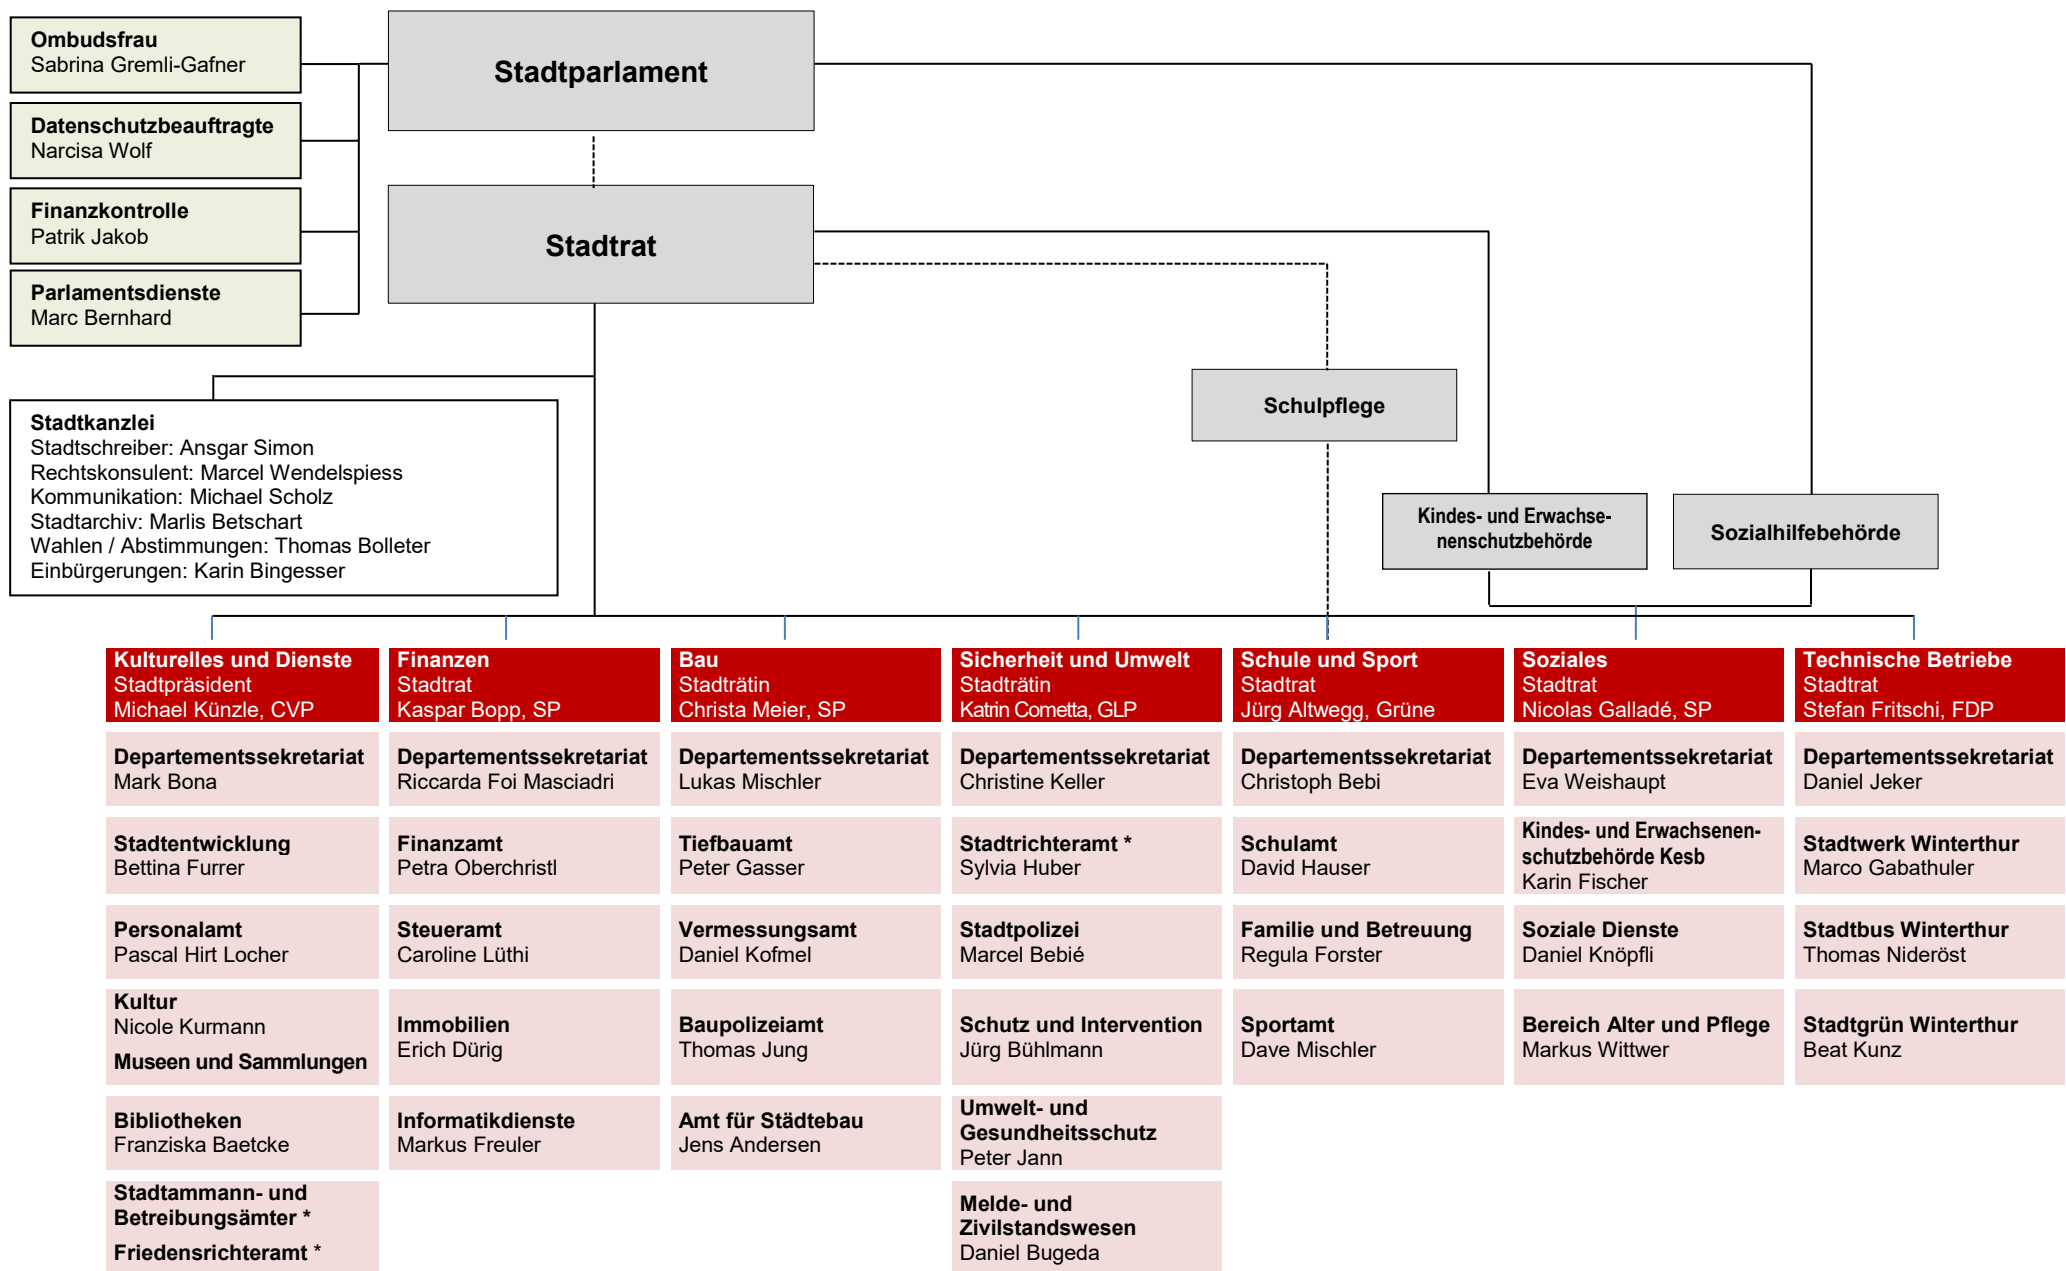 Ombudsfrau
Sabrina Gremli-Gafner
Datenschutzbeauftragte
Narcisa Wolf
Finanzkontrolle
Patrik Jakob
Parlamentsdienste
Marc Bernhard
Stadtparlament
Stadtrat
Stadtkanzlei
Stadtschreiber: Ansgar Simon
Rechtskonsulent: Marcel Wendelspiess
Kommunikation: Michael Scholz
Stadtarchiv: Marlis Betschart
Wahlen / Abstimmungen: Thomas Bolleter
Einbürgerungen: Karin Bingesser
Schulpflege
Kindes- und Erwachse-
nenschutzbehörde
Sozialhilfebehörde
Kulturelles und Dienste
Stadtpräsident
Michael Künzle, CVP
Departementssekretariat
Mark Bona
Stadtentwicklung
Bettina Furrer
Personalamt
Pascal Hirt Locher
Kultur
Nicole Kurmann
Museen und Sammlungen
Bibliotheken
Franziska Baetcke
Stadtammann- und
Betreibungsämter *
Friedensrichteramt *
Finanzen
Stadtrat
Kaspar Bopp, SP
Departementssekretariat
Riccarda Foi Masciadri
Finanzamt
Petra Oberchristl
Steueramt
Caroline Lüthi
Immobilien
Erich Dürig
Informatikdienste
Markus Freuler
Bau
Stadträtin
Christa Meier, SP
Departementssekretariat
Lukas Mischler
Tiefbauamt
Peter Gasser
Vermessungsamt
Daniel Kofmel
Baupolizeiamt
Thomas Jung
Amt für Städtebau
Jens Andersen
Sicherheit und Umwelt
Stadträtin
Katrin Cometta, GLP
Departementssekretariat
Christine Keller
Stadtrichteramt *
Sylvia Huber
Stadtpolizei
Marcel Bebié
Schutz und Intervention
Jürg Bühlmann
Umwelt- und
Gesundheitsschutz
Peter Jann
Melde- und
Zivilstandswesen
Daniel Bugeda
Schule und Sport
Stadtrat
Jürg Altwegg, Grüne
Departementssekretariat
Christoph Bebi
Schulamt
David Hauser
Familie und Betreuung
Regula Forster
Sportamt
Dave Mischler
Soziales
Stadtrat
Nicolas Galladé, SP
Departementssekretariat
Eva Weishaupt
Kindes- und Erwachsenen-
schutzbehörde Kesb
Karin Fischer
Soziale Dienste
Daniel Knöpfli
Bereich Alter und Pflege
Markus Wittwer
Technische Betriebe
Stadtrat
Stefan Fritschi, FDP
Departementssekretariat
Daniel Jeker
Stadtwerk Winterthur
Marco Gabathuler
Stadtbus Winterthur
Thomas Nideröst
Stadtgrün Winterthur
Beat Kunz